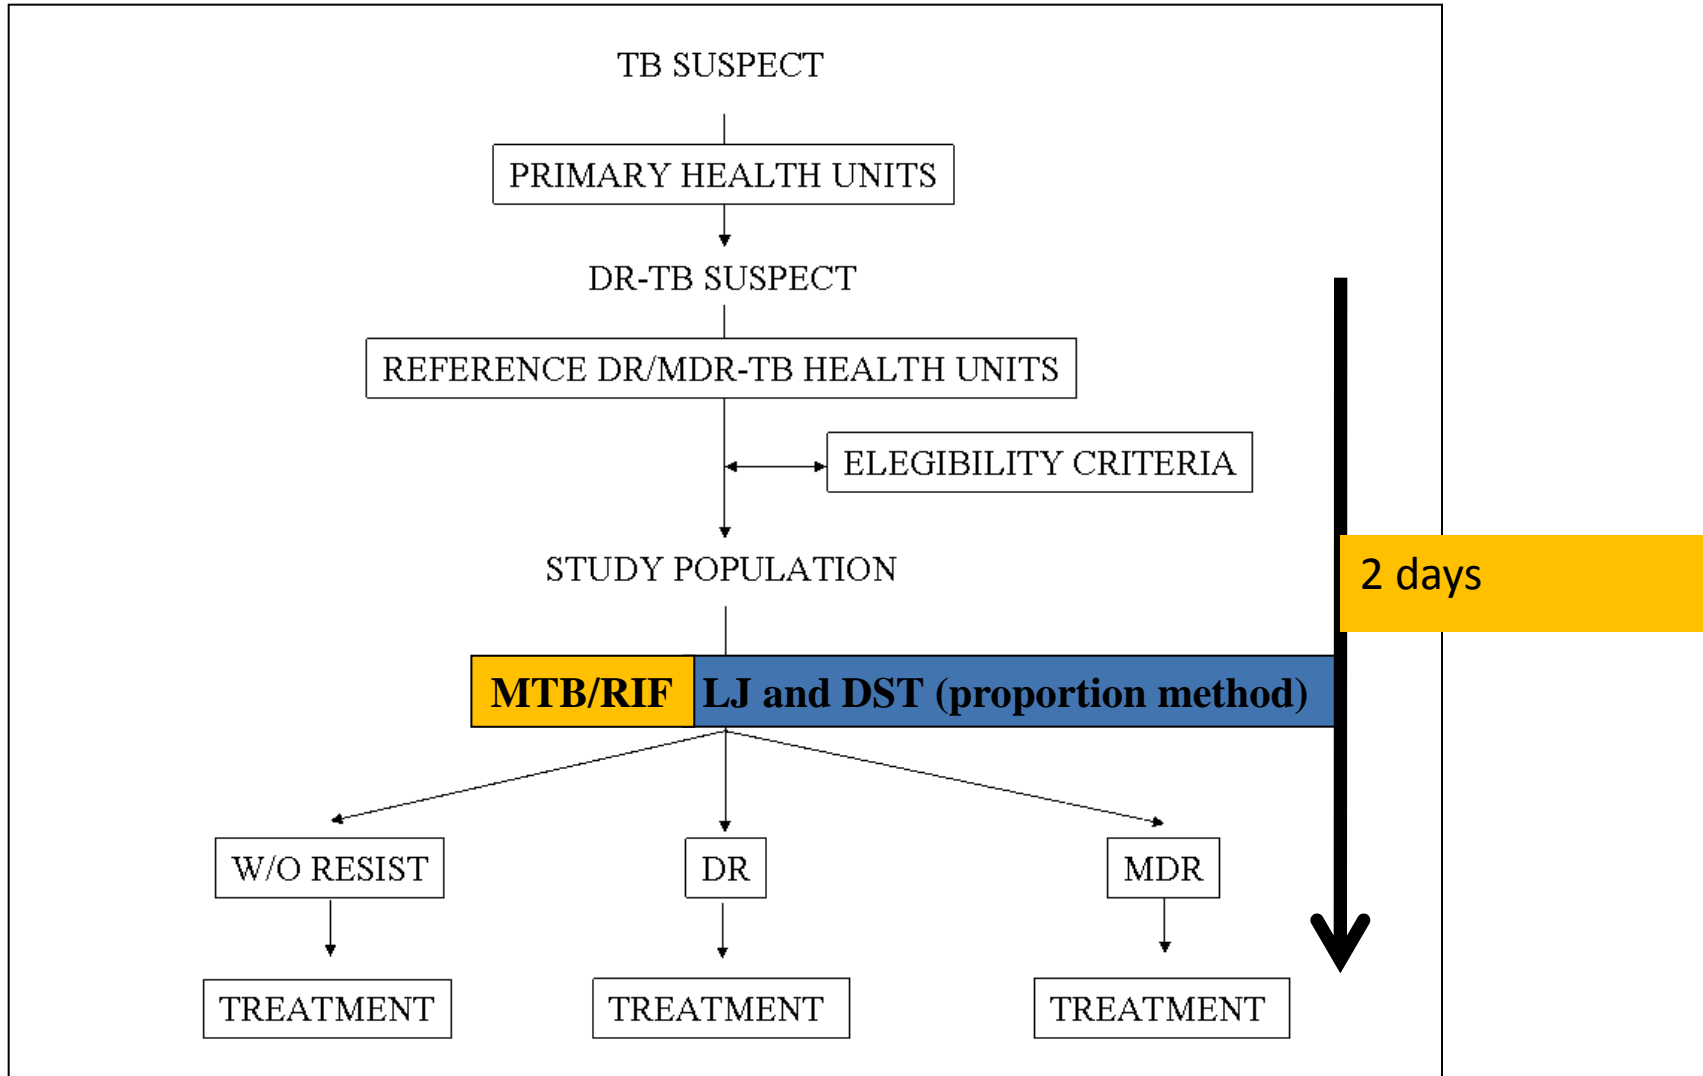 TB SUSPECT
PRIMARY HEALTH UNITS
DR-TB SUSPECT
REFERENCE DR/MDR-TB HEALTH UNITS
ELEGIBILITY CRITERIA
STUDY POPULATION
2 days
MTB/RIF LJ and DST (proportion method)
W/O RESIST DR MDR
TREATMENT TREATMENT TREATMENT